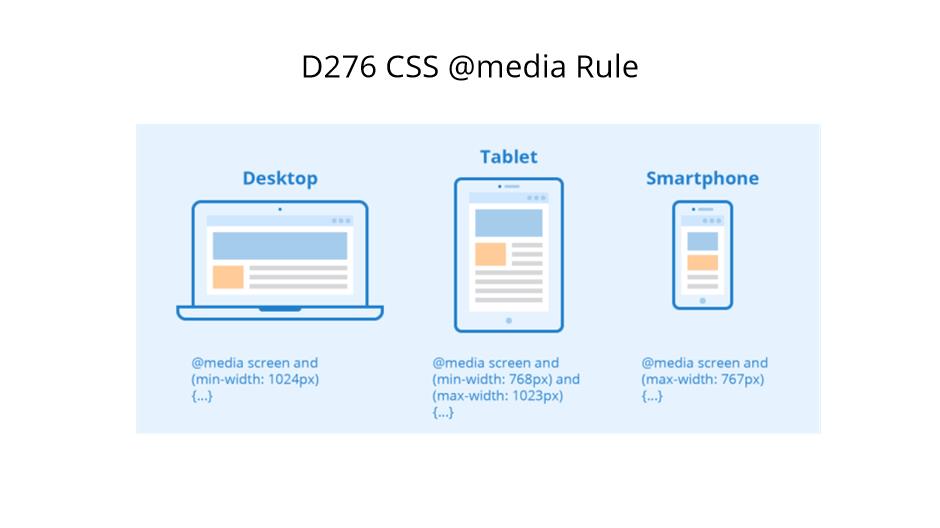 D276 CSS @media Rule
Desktop
@media screen and
(min-width: 1024px)
{...}
Tablet
@media screen and
(min-width: 768px) and
(max-width: 1023px)
{...}
Smartphone
@media screen and
(max-width: 767px)
{...}